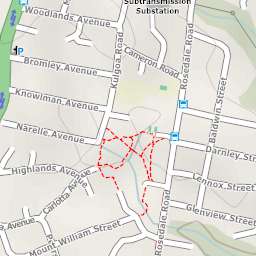 Subtransmission
Substation
Woodlands Avenue
Kulgoa Road
Rosedale Road
Cameron Road
P
Bromley Avenue
Knowlman Avenue
Baldwin Street
Narelle Avenue
Darnley Street
Highlands Avenue
Carlotta Avenue
Lennox Street
Glenview Street
Avenue
Mount William Street
Rosedale Road